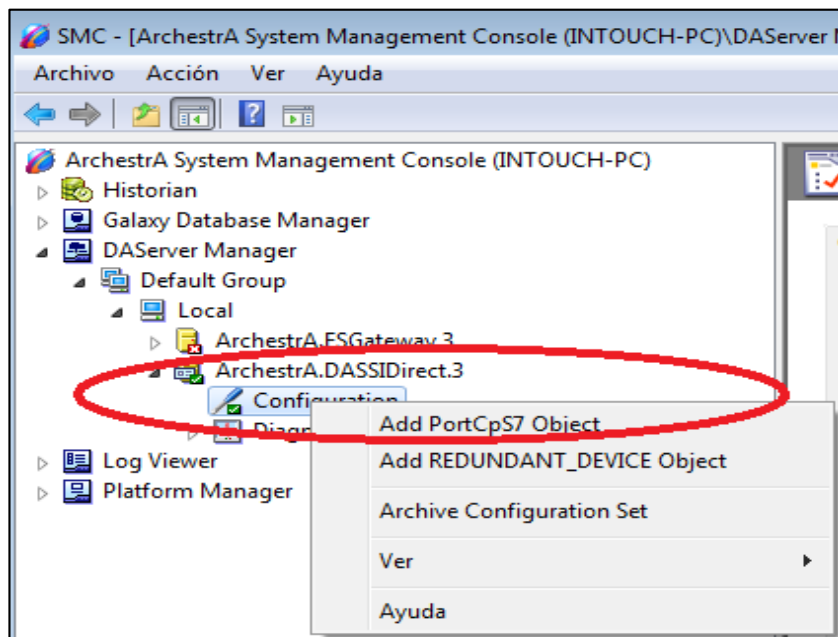 SMC - [ArchestrA System Management Console (INTOUCH-PC)\DAServer
Archivo Acción Ver Ayuda
ArchestrA System Management Console (INTOUCH-PC)
Historian
Galaxy Database Manager
DAServer Manager
Default Group
Local
ArchestrA.FSGateway.3
ArchestrA.DASSIDirect.3
Configuration
Add PortCpS7 Object
Diagn
Add REDUNDANT_DEVICE Object
Log Viewer
Platform Manager
Archive Configuration Set
Ver
Ayuda